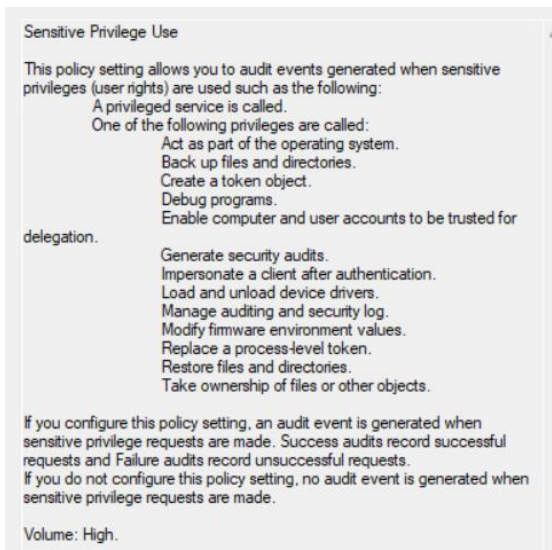 Sensitive Privilege Use
This policy setting allows you to audit events generated when sensitive
privileges (user rights) are used such as the following:
A privileged service is called.
One of the following privileges are called:
Act as part of the operating system.
Back up files and directories.
Create a token object.
Debug programs.
Enable computer and user accounts to be trusted for
delegation.
Generate security audits.
Impersonate a client after authentication.
Load and unload device drivers.
Manage auditing and security log.
Modify firmware environment values.
Replace a process-level token.
Restore files and directories.
Take ownership of files or other objects.
If you configure this policy setting, an audit event is generated when
sensitive privilege requests are made. Success audits record successful
requests and Failure audits record unsuccessful requests.
If you do not configure this policy setting, no audit event is generated when
sensitive privilege requests are made.
Volume: High.